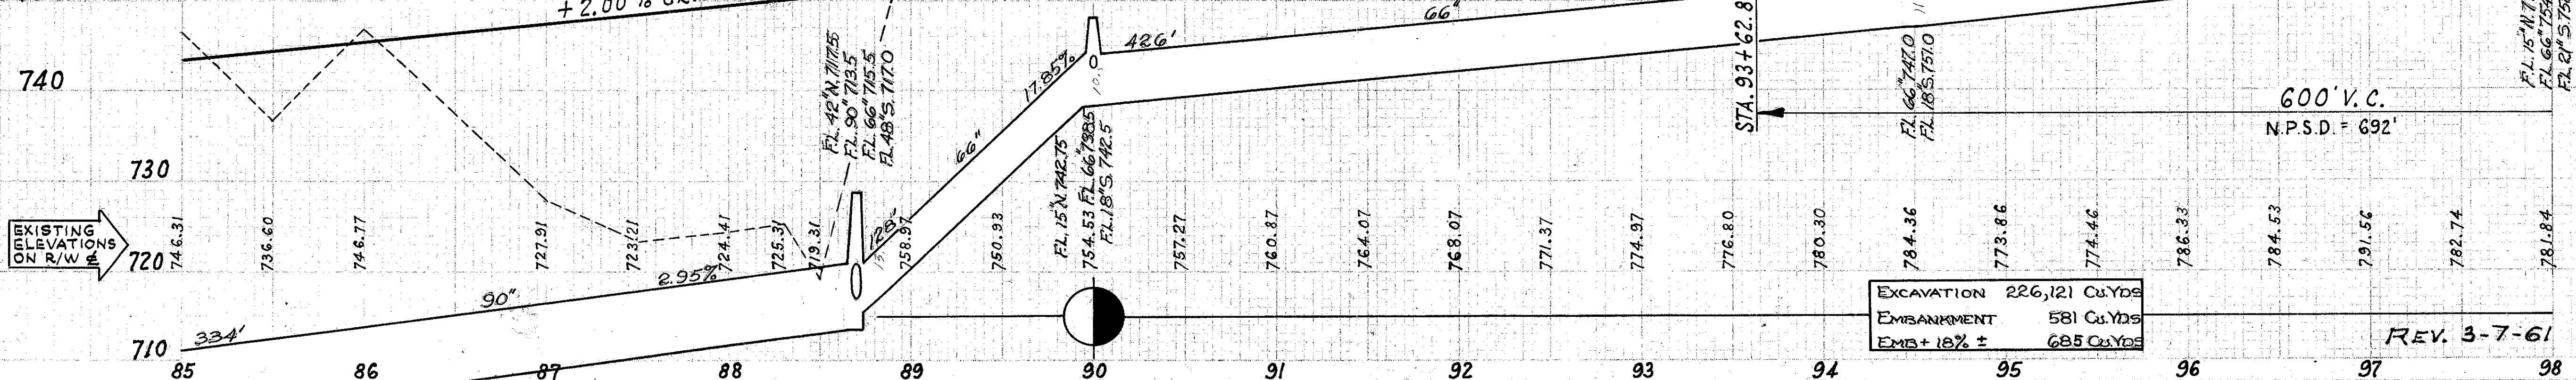 +2.00 %
740
730
720
710
EXISTING
ELEVATIONS
ON R/W ⅊
746.31
736.60
746.77
727.91
723.21
724.41
725.31
719.31
758.97
750.93
754.53
757.27
760.87
764.07
768.07
771.37
774.97
776.80
780.30
784.36
773.86
774.46
786.33
784.53
791.56
782.74
781.84
334'
90"
2.95%
F.L. 42" N. 717.5
F.L. 90" 713.5
F.L. 66" 715.5
F.L. 48" S. 717.0
128'
66"
17.85%
F.L. 15" N. 742.75
F.L. 66" 738.5
F.L. 18" S. 742.5
426'
66"
STA. 93+62.8
F.L. 66" 747.0
F.L. 18" S. 751.0
600' V.C.
N.P.S.D. = 692'
F.L. 15" N.
F.L. 66"
F.L. 21" S.
EXCAVATION 226,121 CU.YDS
EMBANKMENT 581 CU.YDS
EMB + 18% ± 685 CU.YDS
REV. 3-7-61
85 86 87 88 89 90 91 92 93 94 95 96 97 98